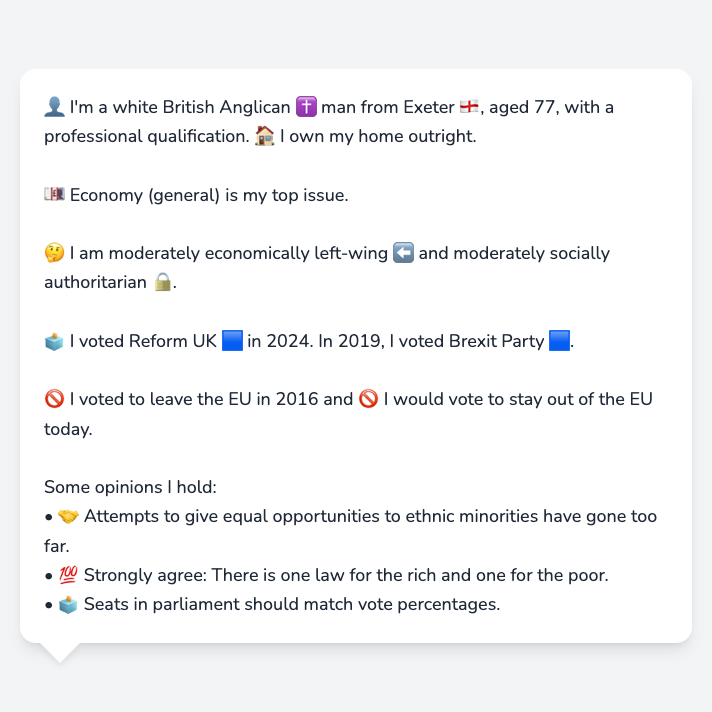 👤 I'm a white British Anglican ✝️ man from Exeter 🏴󠁧󠁢󠁥󠁮󠁧󠁿, aged 77, with a
professional qualification. 🏠 I own my home outright.
💷 Economy (general) is my top issue.
🤔 I am moderately economically left-wing ⬅️ and moderately socially
authoritarian 🔒.
🗳️ I voted Reform UK 🟦 in 2024. In 2019, I voted Brexit Party 🟦.
🚫 I voted to leave the EU in 2016 and 🚫 I would vote to stay out of the EU
today.
Some opinions I hold:
• 🤝 Attempts to give equal opportunities to ethnic minorities have gone too
far.
• 💯 Strongly agree: There is one law for the rich and one for the poor.
• 🗳️ Seats in parliament should match vote percentages.